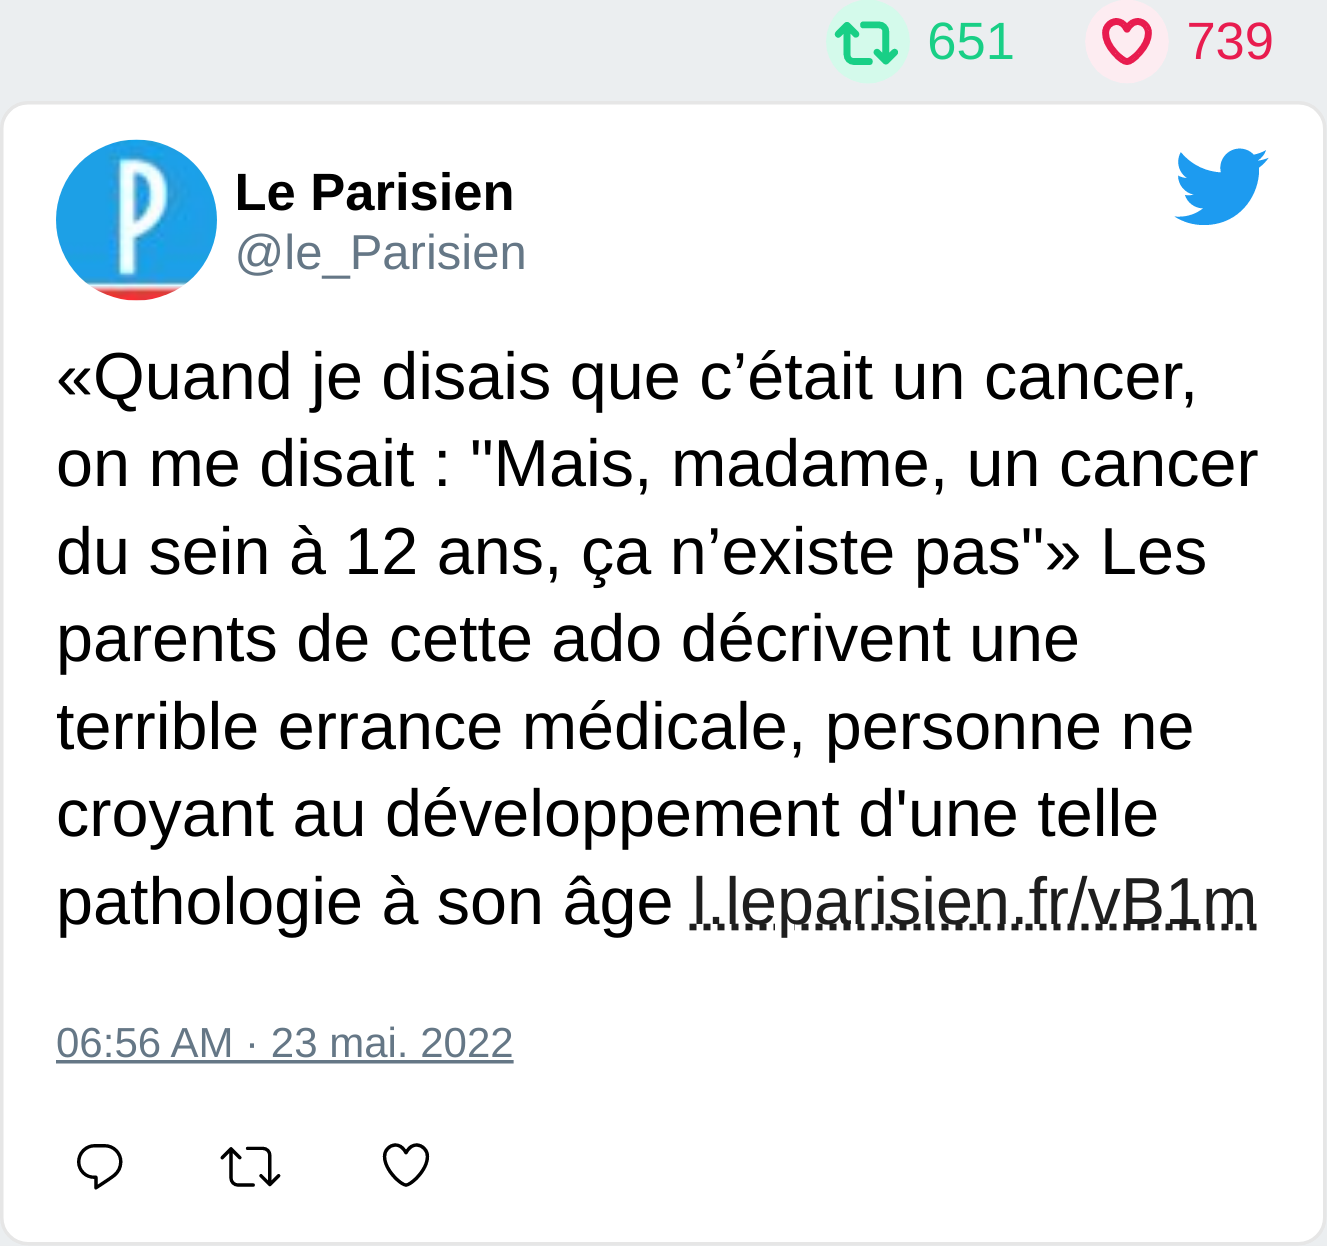 651 739
Le Parisien
@le_Parisien
«Quand je disais que c’était un cancer,
on me disait : "Mais, madame, un cancer
du sein à 12 ans, ça n’existe pas"» Les
parents de cette ado décrivent une
terrible errance médicale, personne ne
croyant au développement d'une telle
pathologie à son âge l.leparisien.fr/vB1m
06:56 AM · 23 mai. 2022